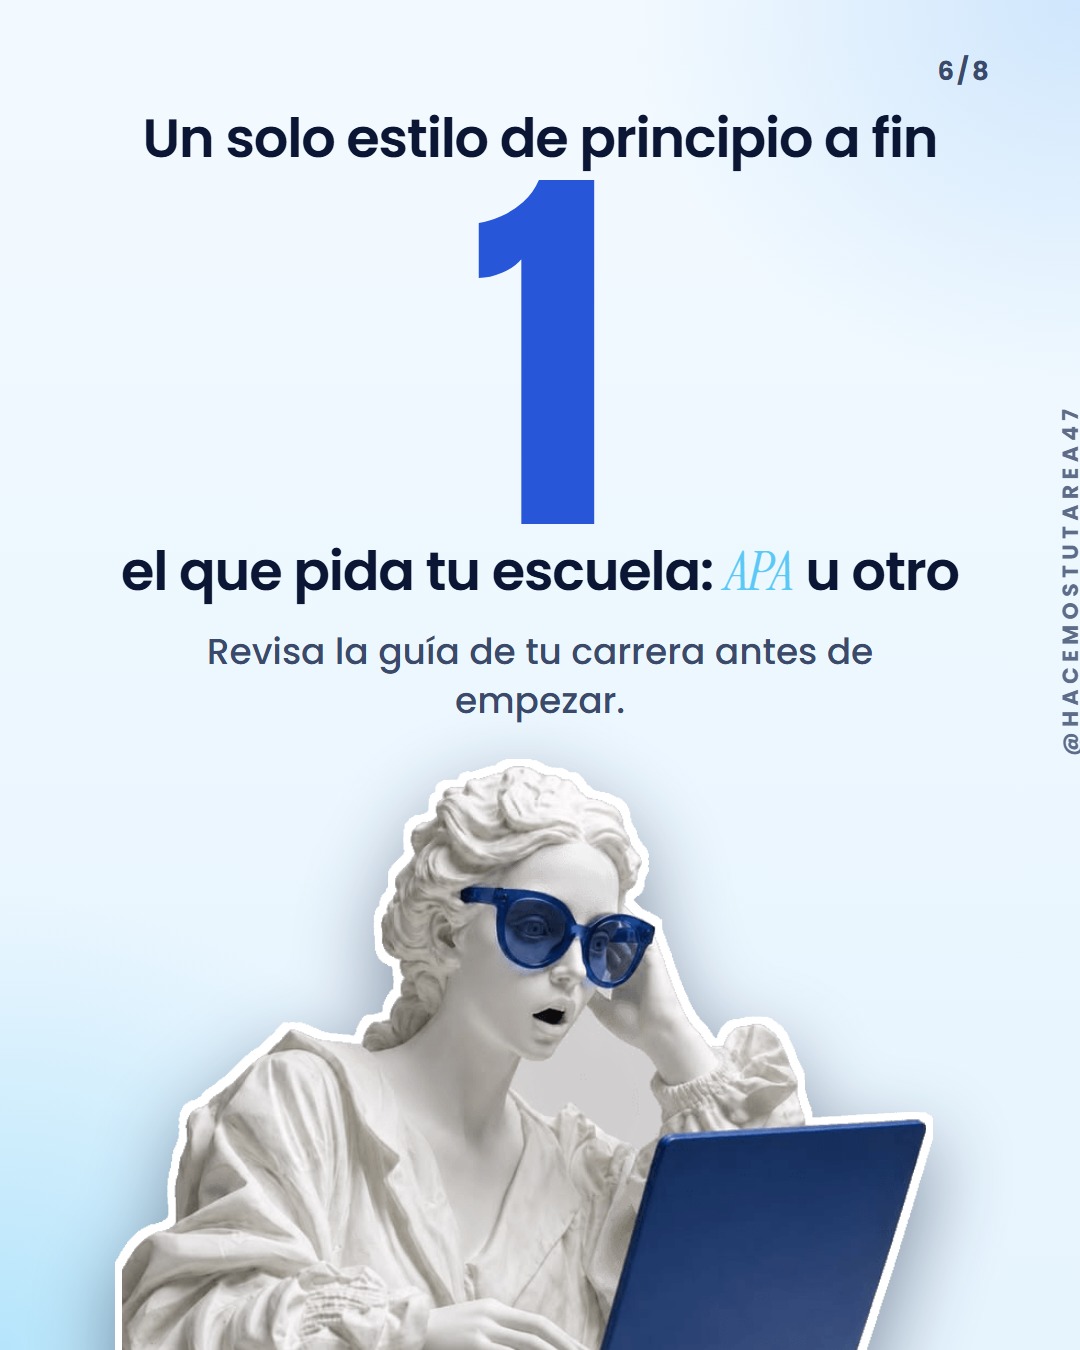 6/8
Un solo estilo de principio a fin
1
el que pida tu escuela: APA u otro
Revisa la guía de tu carrera antes de
empezar.
@HACEMOSTUTAREA47